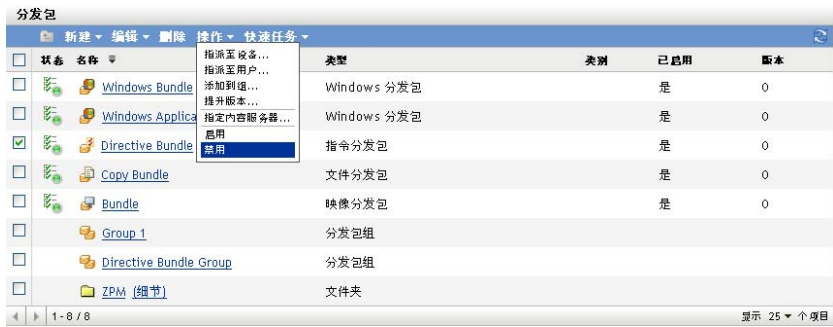 分发包
新建 编辑 删除 操作 快速任务
指派至设备...
指派至用户...
添加到组...
提升版本...
指定内容服务器...
启用
禁用
状态 名称 类型 类别 已启用 版本
Windows Bundle Windows 分发包 是 0
Windows Applica Windows 分发包 是 0
Directive Bundle 指令分发包 是 0
Copy Bundle 文件分发包 是 0
Bundle 映像分发包 是 0
Group 1 分发包组
Directive Bundle Group 分发包组
ZPM (细节) 文件夹
1 - 8 / 8 显示 25 个项目